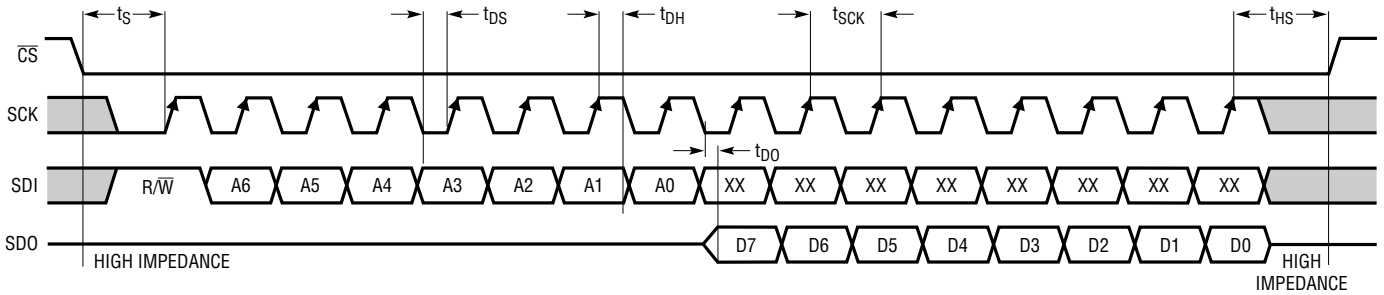 tS
tDS
tDH
tSCK
tHS
CS
SCK
tDO
SDI
R/W
A6
A5
A4
A3
A2
A1
A0
XX
XX
XX
XX
XX
XX
XX
XX
SDO
D7
D6
D5
D4
D3
D2
D1
D0
HIGH IMPEDANCE
HIGH
IMPEDANCE